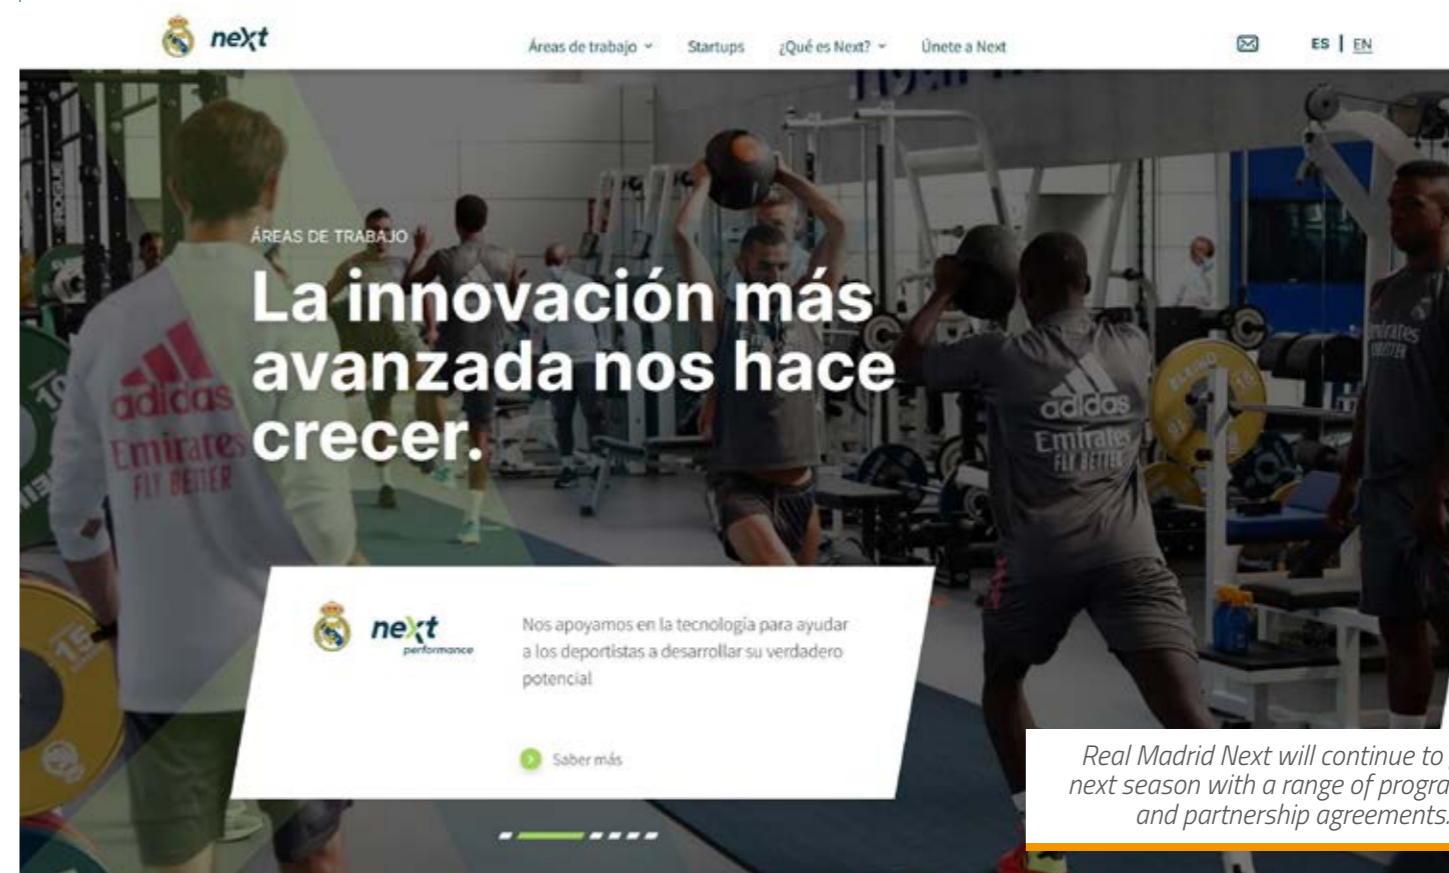 next
Áreas de trabajo
Startups
¿Qué es Next?
Únete a Next
ES | EN
ROGUE
ÁREAS DE TRABAJO
La innovación más
avanzada nos hace
crecer.
adidas
Emirates
FLY BETTER
adidas
Emirates
FLY BETTER
next
performance
Nos apoyamos en la tecnología para ayudar
a los deportistas a desarrollar su verdadero
potencial
Saber más
Real Madrid Next will continue to
next season with a range of progra
and partnership agreements.